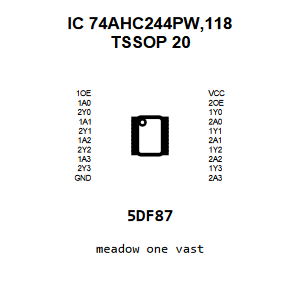 IC 74AHC244PW,118
TSSOP 20
1OE VCC
1A0 2OE
2Y0 1Y0
1A1 2A0
2Y1 1Y1
1A2 2A1
2Y2 1Y2
1A3 2A2
2Y3 1Y3
GND 2A3
5DF87
meadow one vast